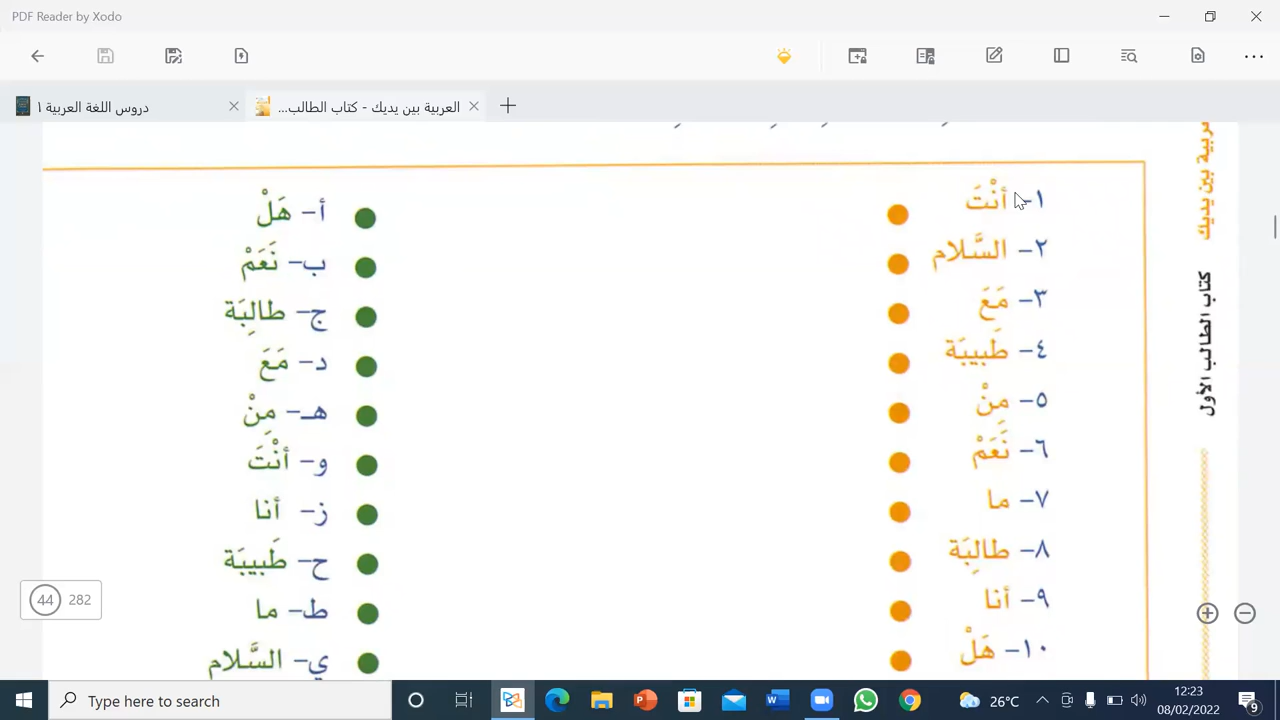 PDF Reader by Xodo
دروس اللغة العربية ١
العربية بين يديك - كتاب الطالب...
١- أنْتَ
أ- هَلْ
٢- السَّلام
ب- نَعَمْ
٣- مَعَ
ج- طالِبَة
٤- طَبيبَة
د- مَعَ
٥- مِنْ
هـ- مِنْ
٦- نَعَمْ
و- أنْتَ
٧- ما
ز- أنا
٨- طالِبَة
ح- طَبيبَة
٩- أنا
ط- ما
١٠- هَلْ
ي- السَّلام
بين يديك
كتاب الطالب الأول
44 282
Type here to search
26°C
12:23
08/02/2022
9